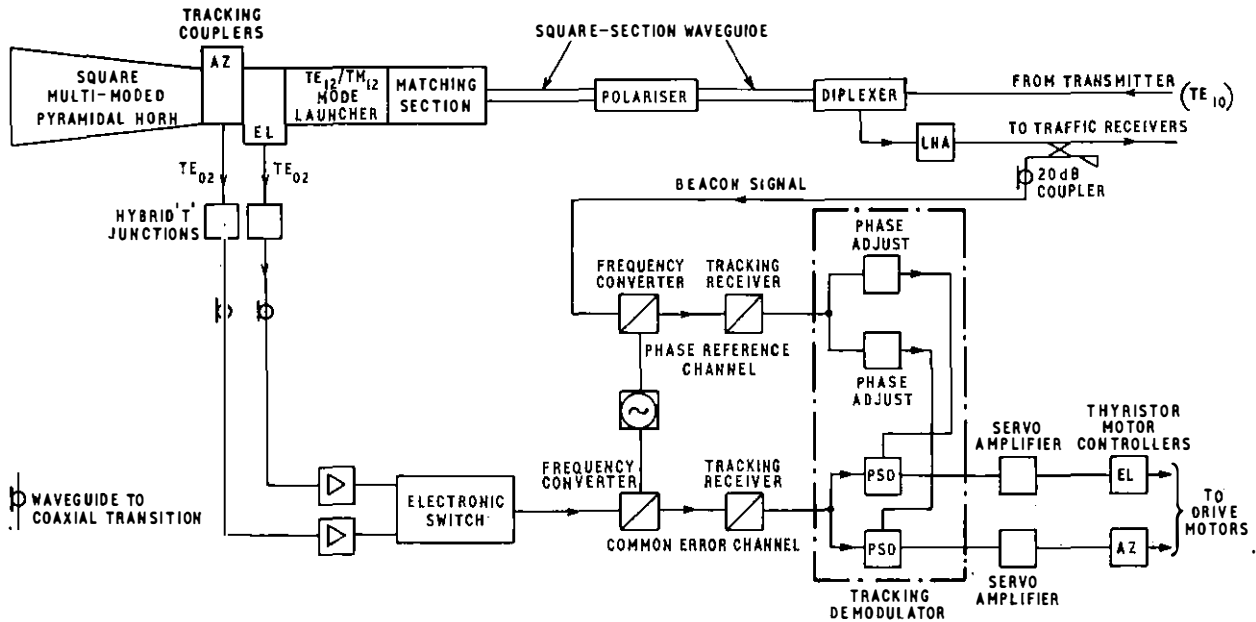 TRACKING
COUPLERS
AZ
EL
SQUARE
MULTI-MODED
PYRAMIDAL HORN
TE12/TM12
MODE
LAUNCHER
MATCHING
SECTION
SQUARE-SECTION WAVEGUIDE
POLARISER
DIPLEXER
FROM TRANSMITTER
(TE10)
TO TRAFFIC RECEIVERS
LNA
20dB
COUPLER
BEACON SIGNAL
TE02
TE02
HYBRID 'T'
JUNCTIONS
FREQUENCY
CONVERTER
TRACKING
RECEIVER
PHASE REFERENCE
CHANNEL
PHASE
ADJUST
PHASE
ADJUST
WAVEGUIDE TO
COAXIAL TRANSITION
ELECTRONIC
SWITCH
FREQUENCY
CONVERTER
TRACKING
RECEIVER
COMMON ERROR CHANNEL
PSD
PSD
TRACKING
DEMODULATOR
SERVO
AMPLIFIER
SERVO
AMPLIFIER
THYRISTOR
MOTOR
CONTROLLERS
EL
AZ
TO
DRIVE
MOTORS